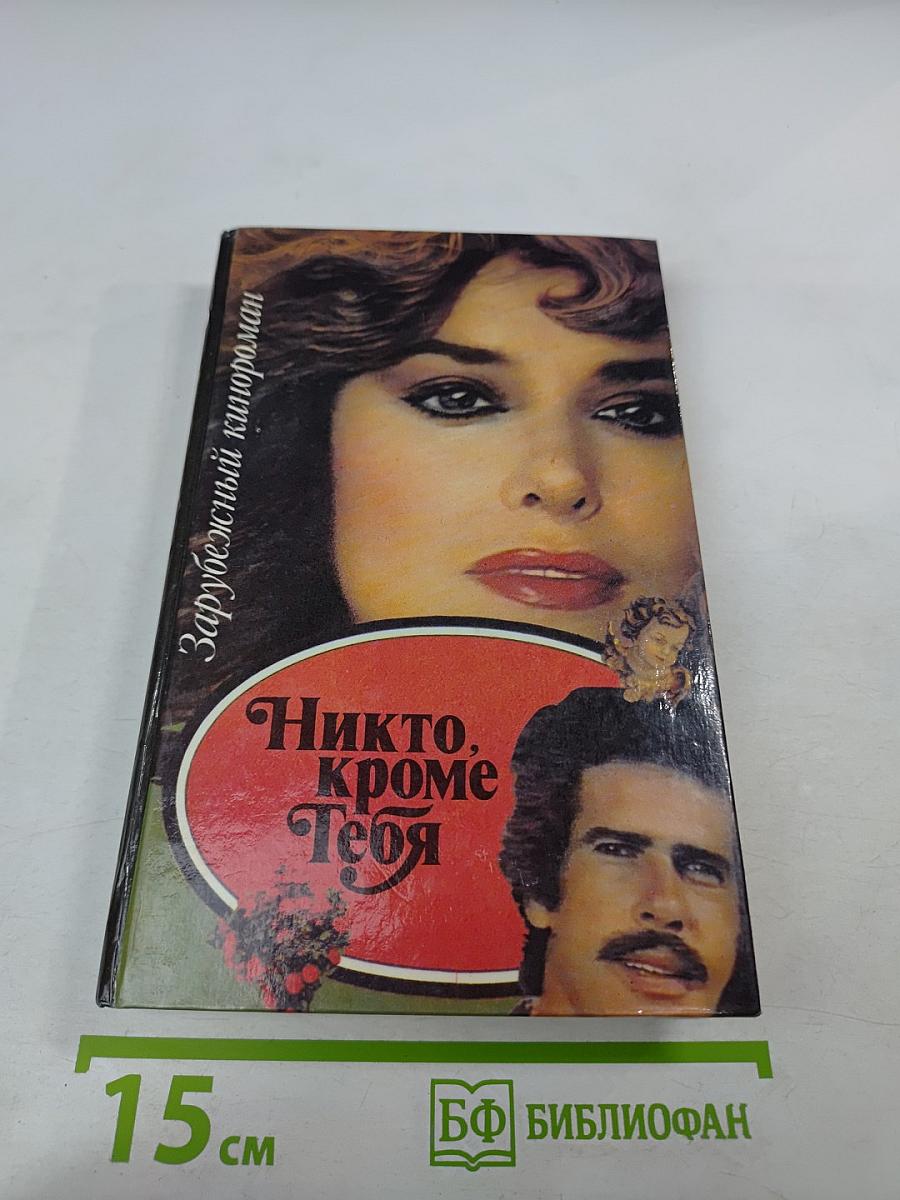 Зарубежный кинороман
Никто,
кроме
Тебя
15 см
БФ БИБЛИОФАН